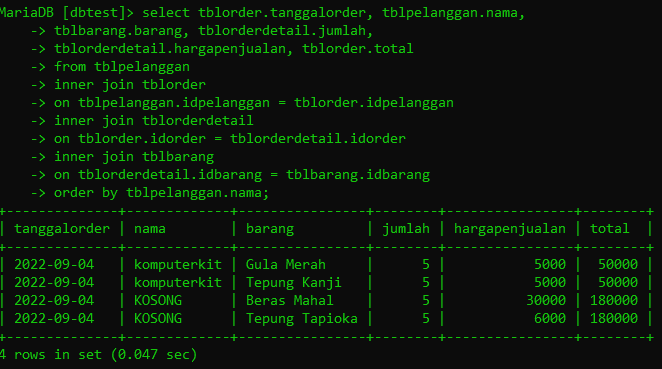 MariaDB [dbtest]> select tblorder.tanggalorder, tblpelanggan.nama,
    -> tblbarang.barang, tblorderdetail.jumlah,
    -> tblorderdetail.hargapenjualan, tblorder.total
    -> from tblpelanggan
    -> inner join tblorder
    -> on tblpelanggan.idpelanggan = tblorder.idpelanggan
    -> inner join tblorderdetail
    -> on tblorder.idorder = tblorderdetail.idorder
    -> inner join tblbarang
    -> on tblorderdetail.idbarang = tblbarang.idbarang
    -> order by tblpelanggan.nama;
+--------------+-------------+----------------+--------+----------------+--------+
| tanggalorder | nama        | barang         | jumlah | hargapenjualan | total  |
+--------------+-------------+----------------+--------+----------------+--------+
| 2022-09-04   | komputerkit | Gula Merah     |      5 |           5000 |  50000 |
| 2022-09-04   | komputerkit | Tepung Kanji   |      5 |           5000 |  50000 |
| 2022-09-04   | KOSONG      | Beras Mahal    |      5 |          30000 | 180000 |
| 2022-09-04   | KOSONG      | Tepung Tapioka |      5 |           6000 | 180000 |
+--------------+-------------+----------------+--------+----------------+--------+
4 rows in set (0.047 sec)